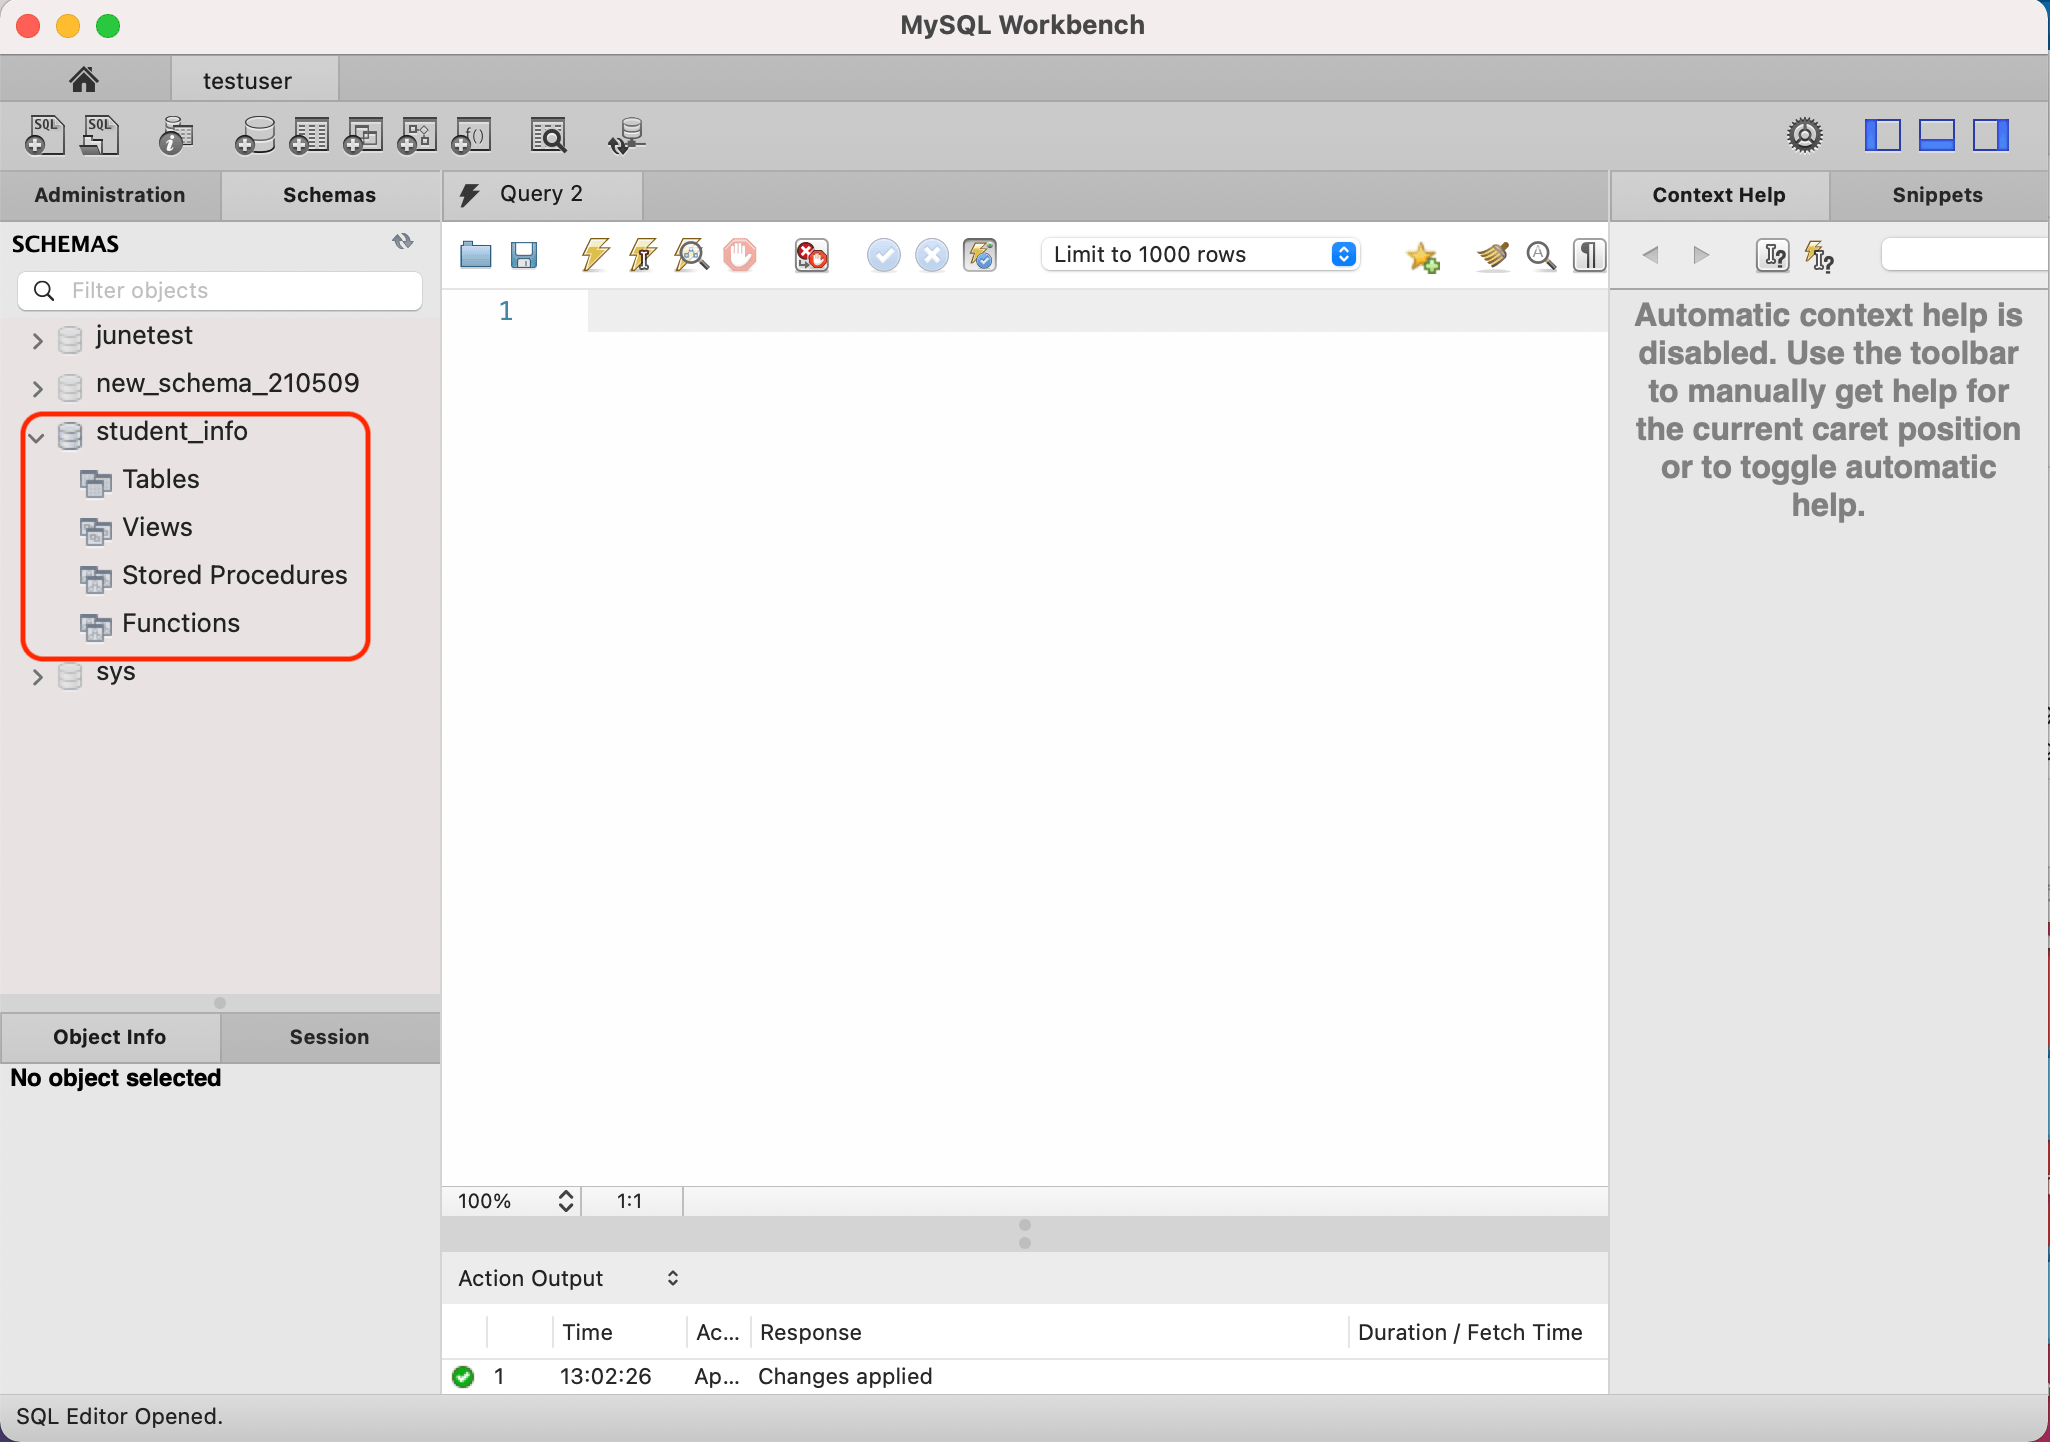 MySQL Workbench
testuser
SQL
SQL
Administration
Schemas
SCHEMAS
Filter objects
junetest
new_schema_210509
student_info
Tables
Views
Stored Procedures
Functions
sys
Object Info
Session
No object selected
Query 2
Limit to 1000 rows
1
100%
1:1
Action Output
Time Ac... Response Duration / Fetch Time
1 13:02:26 Ap... Changes applied
Context Help
Snippets
Automatic context help is
disabled. Use the toolbar
to manually get help for
the current caret position
or to toggle automatic
help.
SQL Editor Opened.